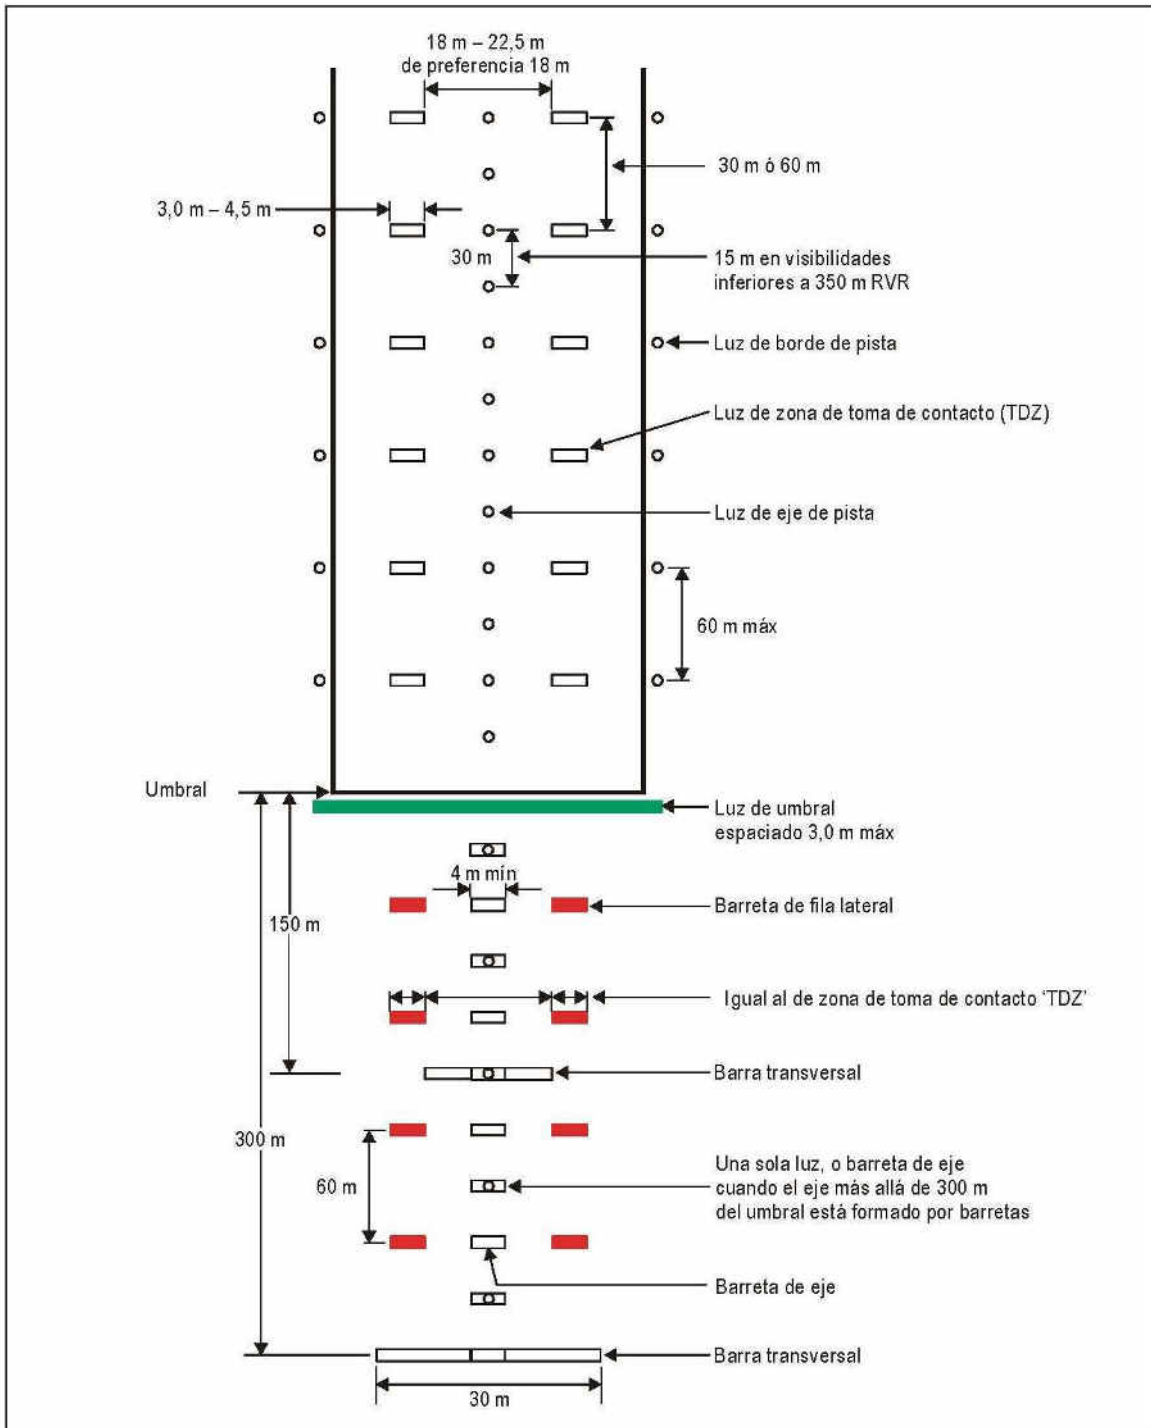 18 m – 22,5 m
de preferencia 18 m
30 m ó 60 m
3,0 m – 4,5 m
30 m
15 m en visibilidades
inferiores a 350 m RVR
Luz de borde de pista
Luz de zona de toma de contacto (TDZ)
Luz de eje de pista
60 m máx
Umbral
Luz de umbral
espaciado 3,0 m máx
4 m mín
Barreta de fila lateral
150 m
Igual al de zona de toma de contacto 'TDZ'
Barra transversal
300 m
60 m
Una sola luz, o barreta de eje
cuando el eje más allá de 300 m
del umbral está formado por barretas
Barreta de eje
Barra transversal
30 m